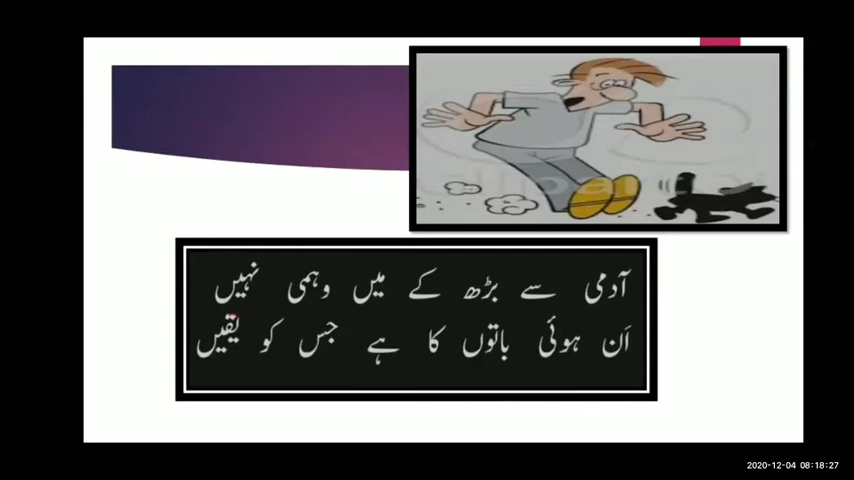 آدمی سے بڑھ کے میں وہمی نہیں
اَن ہوئی باتوں کا ہے جس کو یقیں
2020-12-04 08:18:27